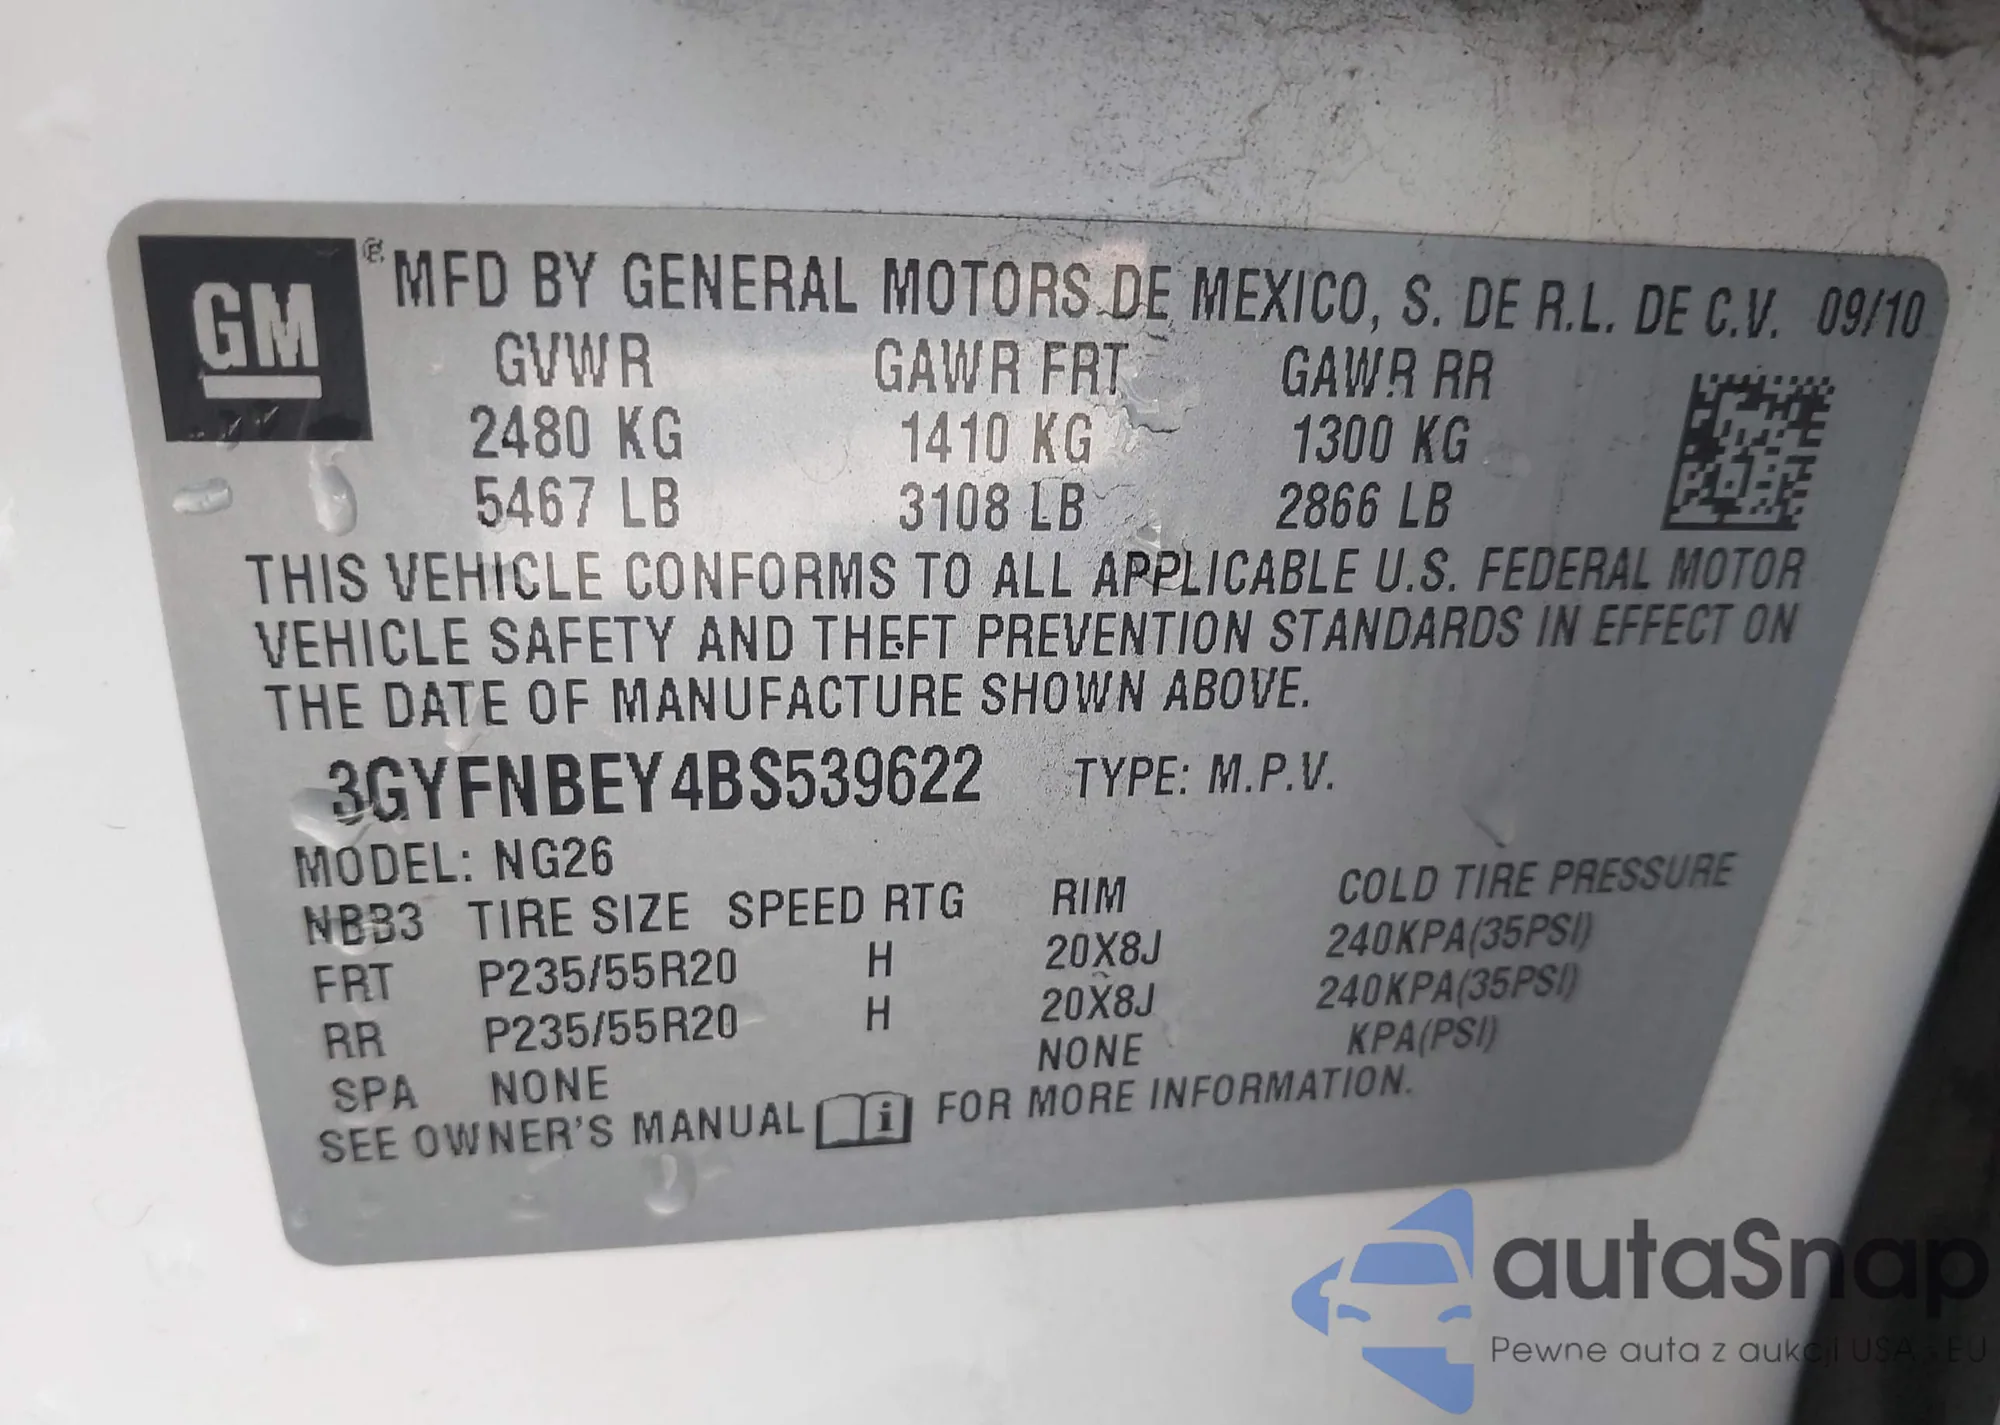 GM ® MFD BY GENERAL MOTORS DE MEXICO, S. DE R.L. DE C.V. 09/10
GVWR GAWR FRT GAWR RR
2480 KG 1410 KG 1300 KG
5467 LB 3108 LB 2866 LB
THIS VEHICLE CONFORMS TO ALL APPLICABLE U.S. FEDERAL MOTOR
VEHICLE SAFETY AND THEFT PREVENTION STANDARDS IN EFFECT ON
THE DATE OF MANUFACTURE SHOWN ABOVE.
3GYFNBEY4BS539622 TYPE: M.P.V.
MODEL: NG26
NBB3 TIRE SIZE SPEED RTG RIM COLD TIRE PRESSURE
FRT P235/55R20 H 20X8J 240KPA(35PSI)
RR P235/55R20 H 20X8J 240KPA(35PSI)
SPA NONE NONE KPA(PSI)
SEE OWNER'S MANUAL i FOR MORE INFORMATION.
autaSnap
Pewne auta z aukcji USA - EU